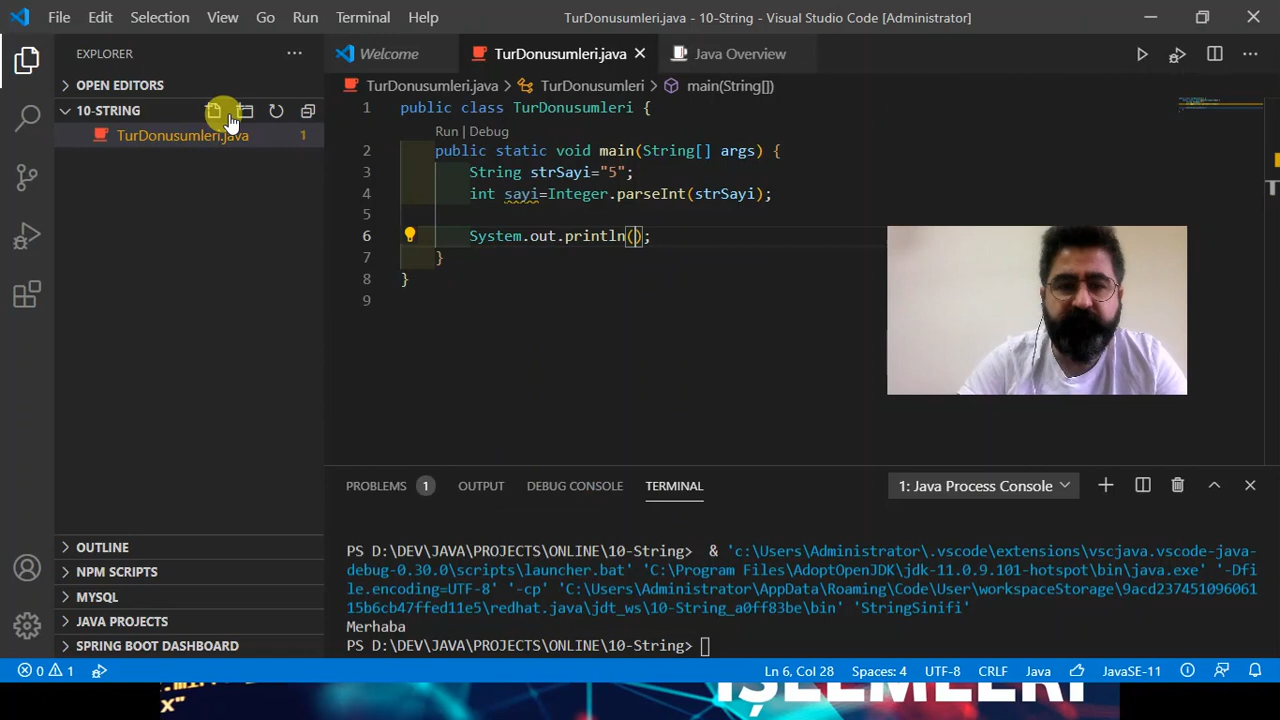 File Edit Selection View Go Run Terminal Help TurDonusumleri.java - 10-String - Visual Studio Code [Administrator]
EXPLORER ··· Welcome TurDonusumleri.java Java Overview
OPEN EDITORS
10-STRING
TurDonusumleri.java 1
TurDonusumleri.java > TurDonusumleri > main(String[])
1 public class TurDonusumleri {
Run | Debug
2 public static void main(String[] args) {
3 String strSayi="5";
4 int sayi=Integer.parseInt(strSayi);
5
6 System.out.println();
7 }
8 }
9
PROBLEMS 1 OUTPUT DEBUG CONSOLE TERMINAL 1: Java Process Console
PS D:\DEV\JAVA\PROJECTS\ONLINE\10-String> & 'c:\Users\Administrator\.vscode\extensions\vscjava.vscode-java-
debug-0.30.0\scripts\launcher.bat' 'C:\Program Files\AdoptOpenJDK\jdk-11.0.9.101-hotspot\bin\java.exe' '-Dfi
le.encoding=UTF-8' '-cp' 'C:\Users\Administrator\AppData\Roaming\Code\User\workspaceStorage\9acd237451096061
15b6cb47ffed11e5\redhat.java\jdt_ws\10-String_a0ff83be\bin' 'StringSinifi'
Merhaba
PS D:\DEV\JAVA\PROJECTS\ONLINE\10-String>
OUTLINE
NPM SCRIPTS
MYSQL
JAVA PROJECTS
SPRING BOOT DASHBOARD
0 1 Ln 6, Col 28 Spaces: 4 UTF-8 CRLF Java JavaSE-11
İŞLEMLERİ